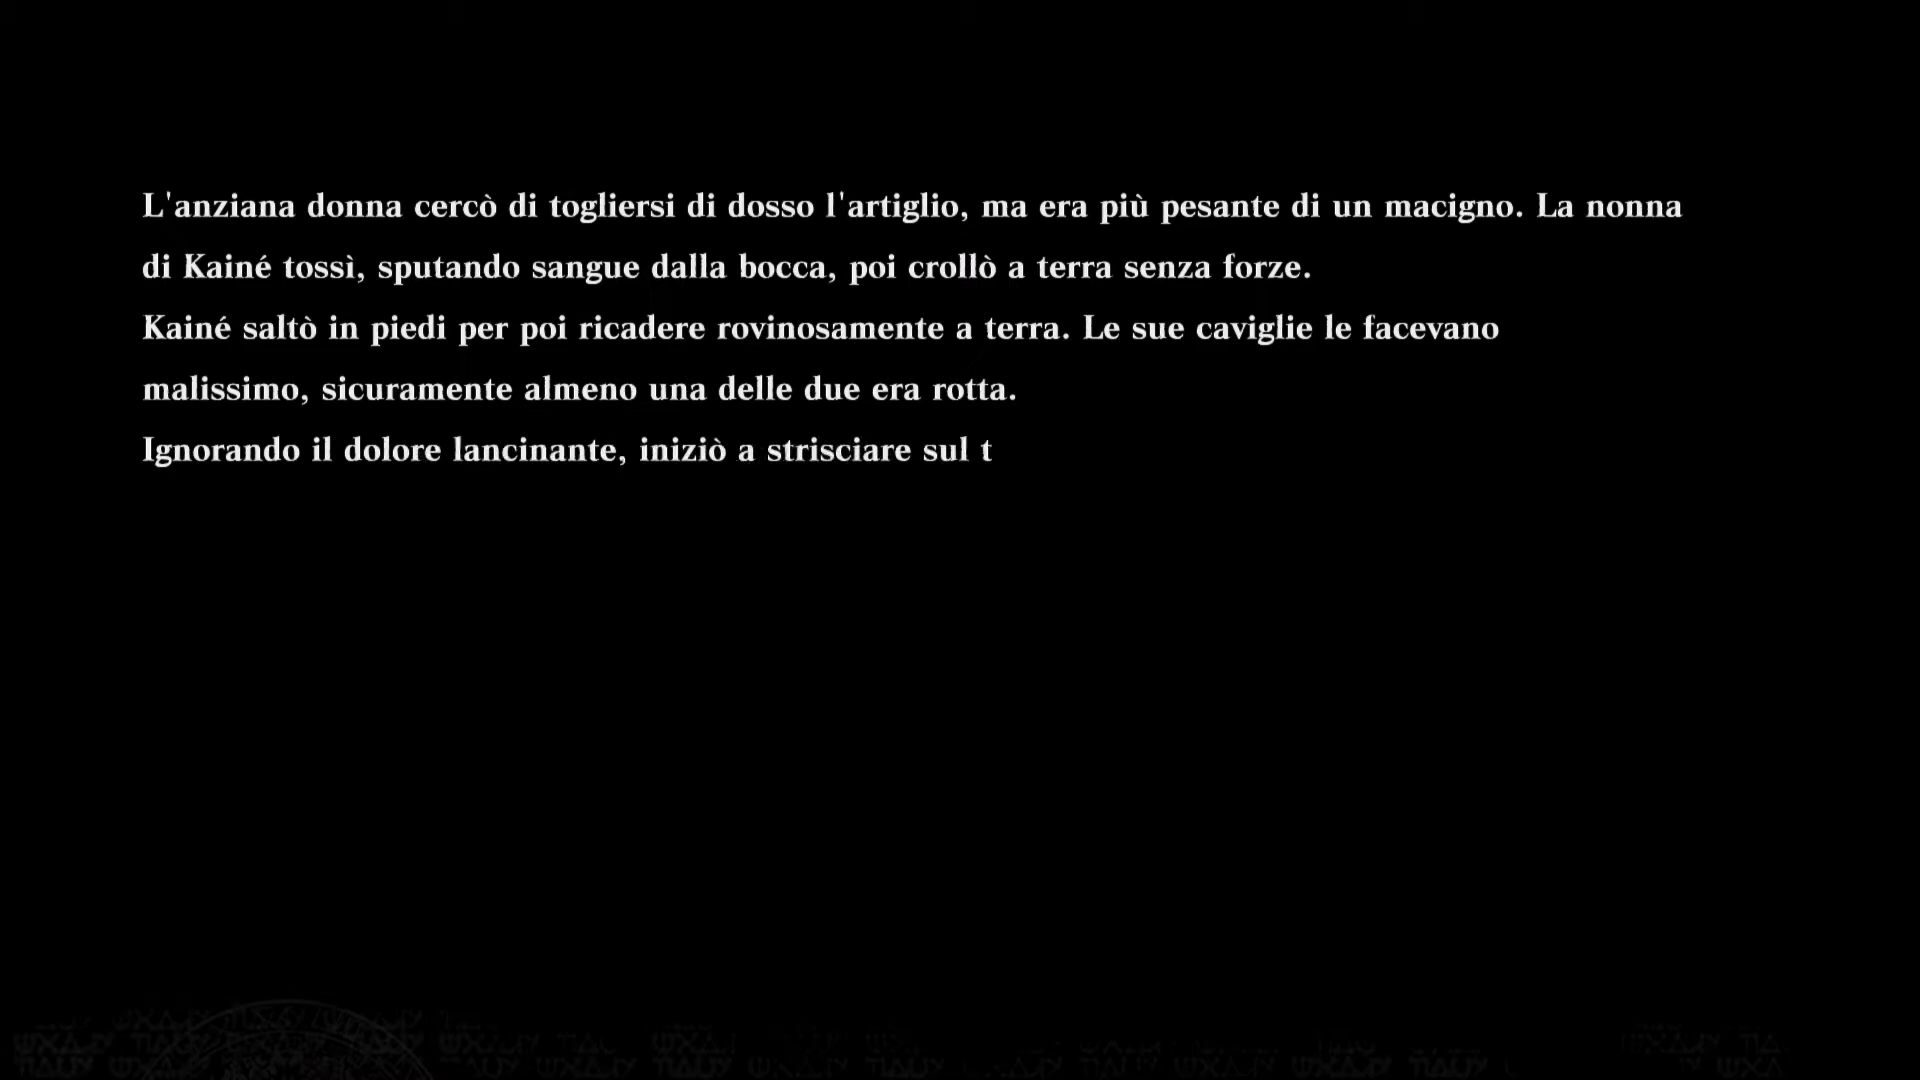 L'anziana donna cercò di togliersi di dosso l'artiglio, ma era più pesante di un macigno. La nonna
di Kainé tossì, sputando sangue dalla bocca, poi crollò a terra senza forze.
Kainé saltò in piedi per poi ricadere rovinosamente a terra. Le sue caviglie le facevano
malissimo, sicuramente almeno una delle due era rotta.
Ignorando il dolore lancinante, iniziò a strisciare sul t